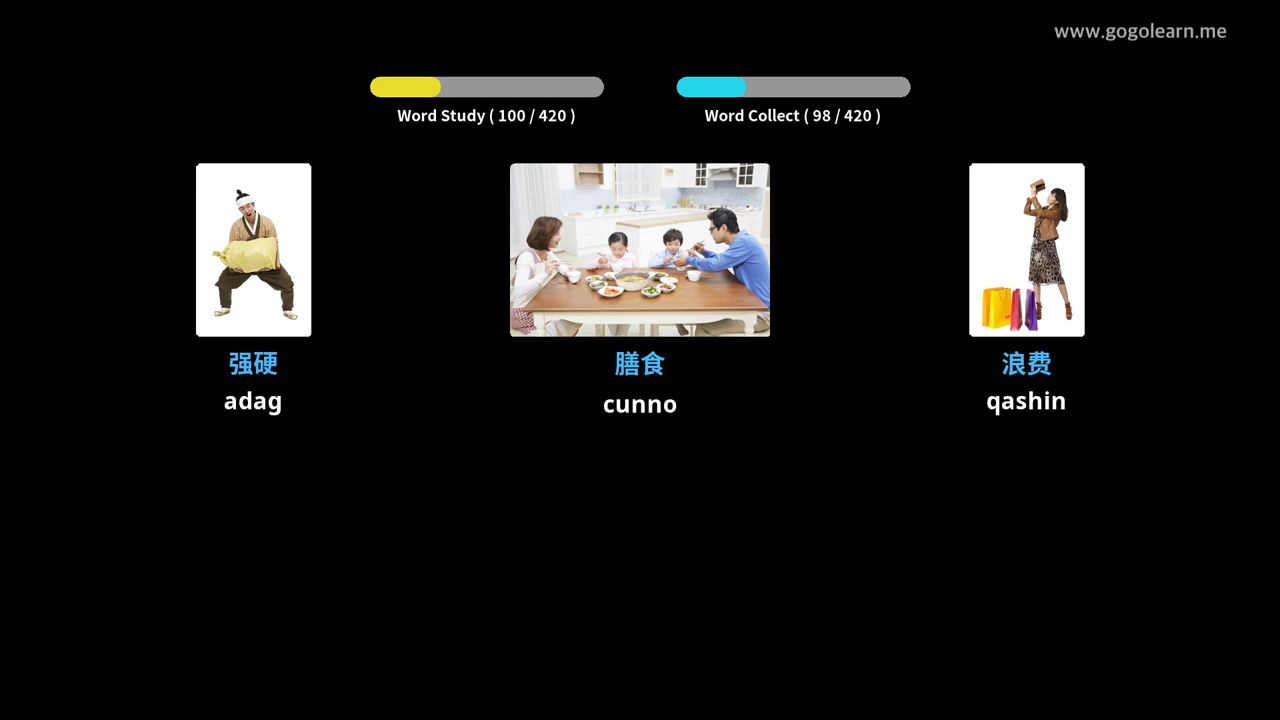 www.gogolearn.me
Word Study ( 100 / 420 )
Word Collect ( 98 / 420 )
强硬
adag
膳食
cunno
浪费
qashin